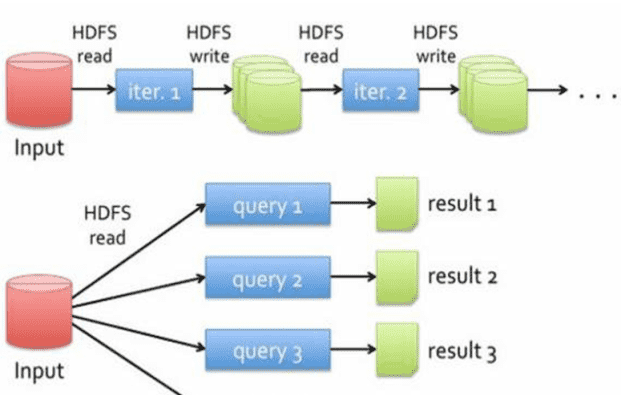 HDFS
read
HDFS
write
HDFS
read
HDFS
write
iter. 1
iter. 2
. . .
Input
HDFS
read
query 1
result 1
query 2
result 2
query 3
result 3
Input